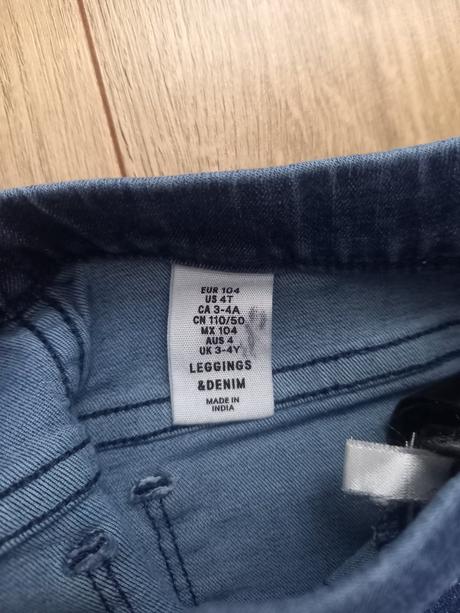 EUR 104
US 4T
CA 3-4A
CN 110/50
MX 104
AUS 4
UK 3-4Y
LEGGINGS
&DENIM
MADE IN
INDIA